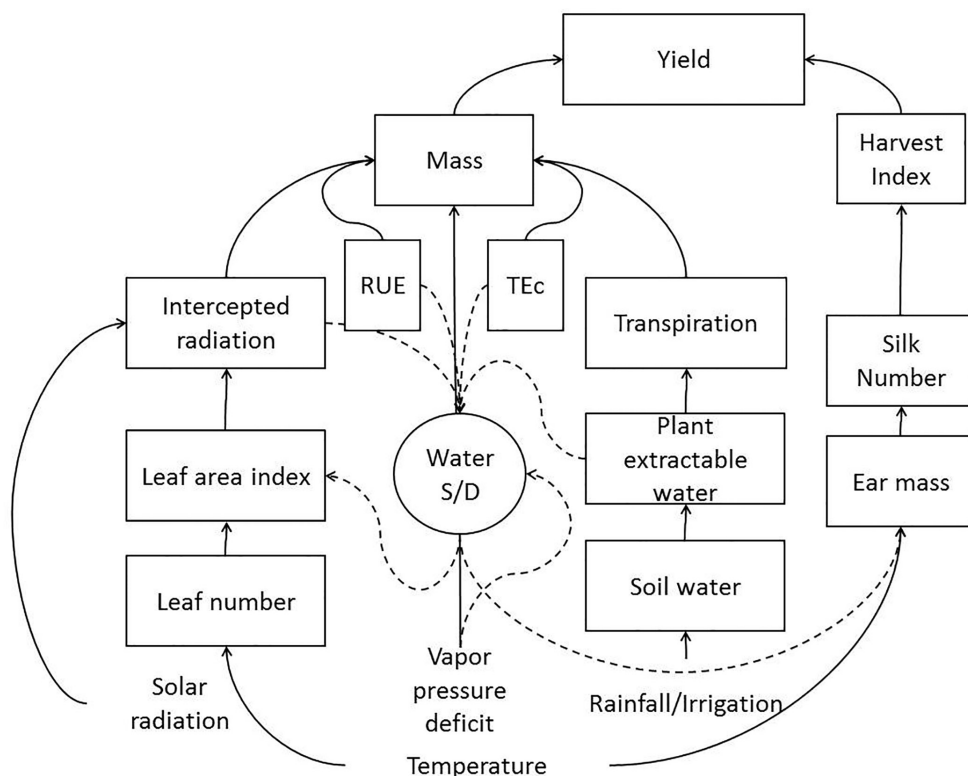 Yield
Harvest
Index
Mass
RUE
TEc
Intercepted
radiation
Transpiration
Silk
Number
Leaf area index
Water
S/D
Plant
extractable
water
Ear mass
Leaf number
Soil water
Solar
radiation
Vapor
pressure
deficit
Rainfall/Irrigation
Temperature